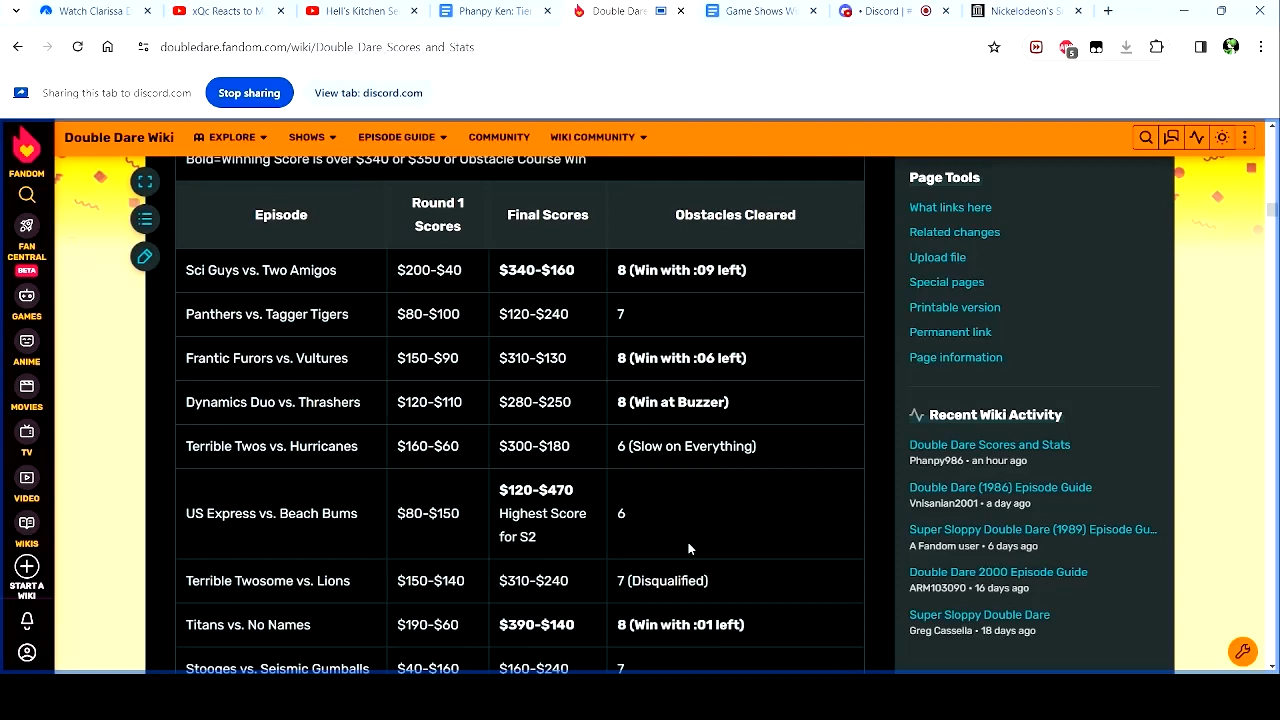 Watch Clarissa E
xQc Reacts to M
Hell's Kitchen Se
Phanpy Ken: Tier
Double Dare
Game Shows Wi
• Discord | #
Nickelodeon's S
doubledare.fandom.com/wiki/Double_Dare_Scores_and_Stats
5
Sharing this tab to discord.com
Stop sharing
View tab: discord.com
FANDOM
FAN CENTRAL
BETA
GAMES
ANIME
MOVIES
TV
VIDEO
WIKIS
START A WIKI
Double Dare Wiki
EXPLORE
SHOWS
EPISODE GUIDE
COMMUNITY
WIKI COMMUNITY
Bold=Winning Score is over $340 or $350 or Obstacle Course Win
Episode
Round 1 Scores
Final Scores
Obstacles Cleared
Sci Guys vs. Two Amigos $200-$40 $340-$160 8 (Win with :09 left)
Panthers vs. Tagger Tigers $80-$100 $120-$240 7
Frantic Furors vs. Vultures $150-$90 $310-$130 8 (Win with :06 left)
Dynamics Duo vs. Thrashers $120-$110 $280-$250 8 (Win at Buzzer)
Terrible Twos vs. Hurricanes $160-$60 $300-$180 6 (Slow on Everything)
US Express vs. Beach Bums $80-$150 $120-$470 Highest Score for S2 6
Terrible Twosome vs. Lions $150-$140 $310-$240 7 (Disqualified)
Titans vs. No Names $190-$60 $390-$140 8 (Win with :01 left)
Stooges vs. Seismic Gumballs $40-$160 $160-$240 7
Page Tools
What links here
Related changes
Upload file
Special pages
Printable version
Permanent link
Page information
Recent Wiki Activity
Double Dare Scores and Stats
Phanpy986 • an hour ago
Double Dare (1986) Episode Guide
Vnisanian2001 • a day ago
Super Sloppy Double Dare (1989) Episode Gu...
A Fandom user • 6 days ago
Double Dare 2000 Episode Guide
ARM103090 • 16 days ago
Super Sloppy Double Dare
Greg Cassella • 18 days ago